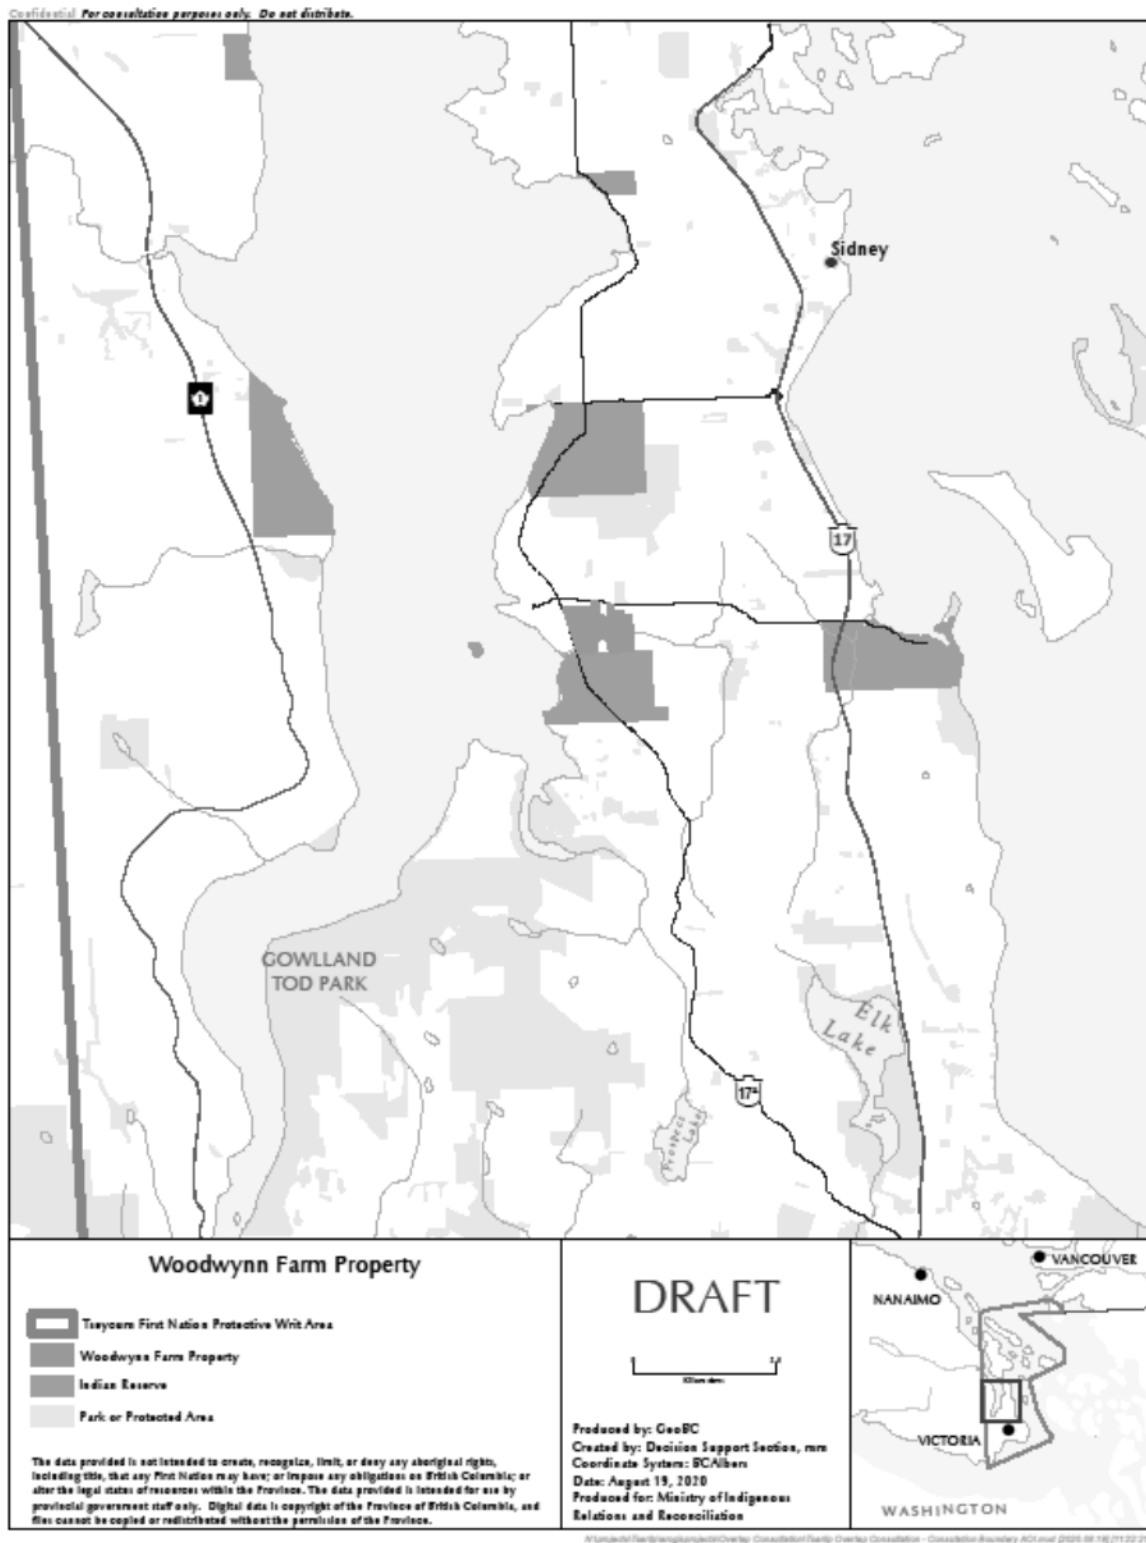 Confidential For consultation purposes only. Do not distribute.
Sidney
1
17
GOWLLAND
TOD PARK
Elk
Lake
17A
Prospect
Lake
Woodwynn Farm Property
Tseycum First Nation Protective Writ Area
Woodwynn Farm Property
Indian Reserve
Park or Protected Area
The data provided is not intended to create, recognize, limit, or deny any aboriginal rights,
including title, that any First Nation may have; or impose any obligations on British Columbia; or
alter the legal status of resources within the Province. The data provided is intended for use by
provincial government staff only. Digital data is copyright of the Province of British Columbia, and
files cannot be copied or redistributed without the permission of the Province.
DRAFT
Kilometers
Produced by: GeoBC
Created by: Decision Support Section, mm
Coordinate System: BCAlbers
Date: August 19, 2020
Produced for: Ministry of Indigenous
Relations and Reconciliation
VANCOUVER
NANAIMO
VICTORIA
WASHINGTON